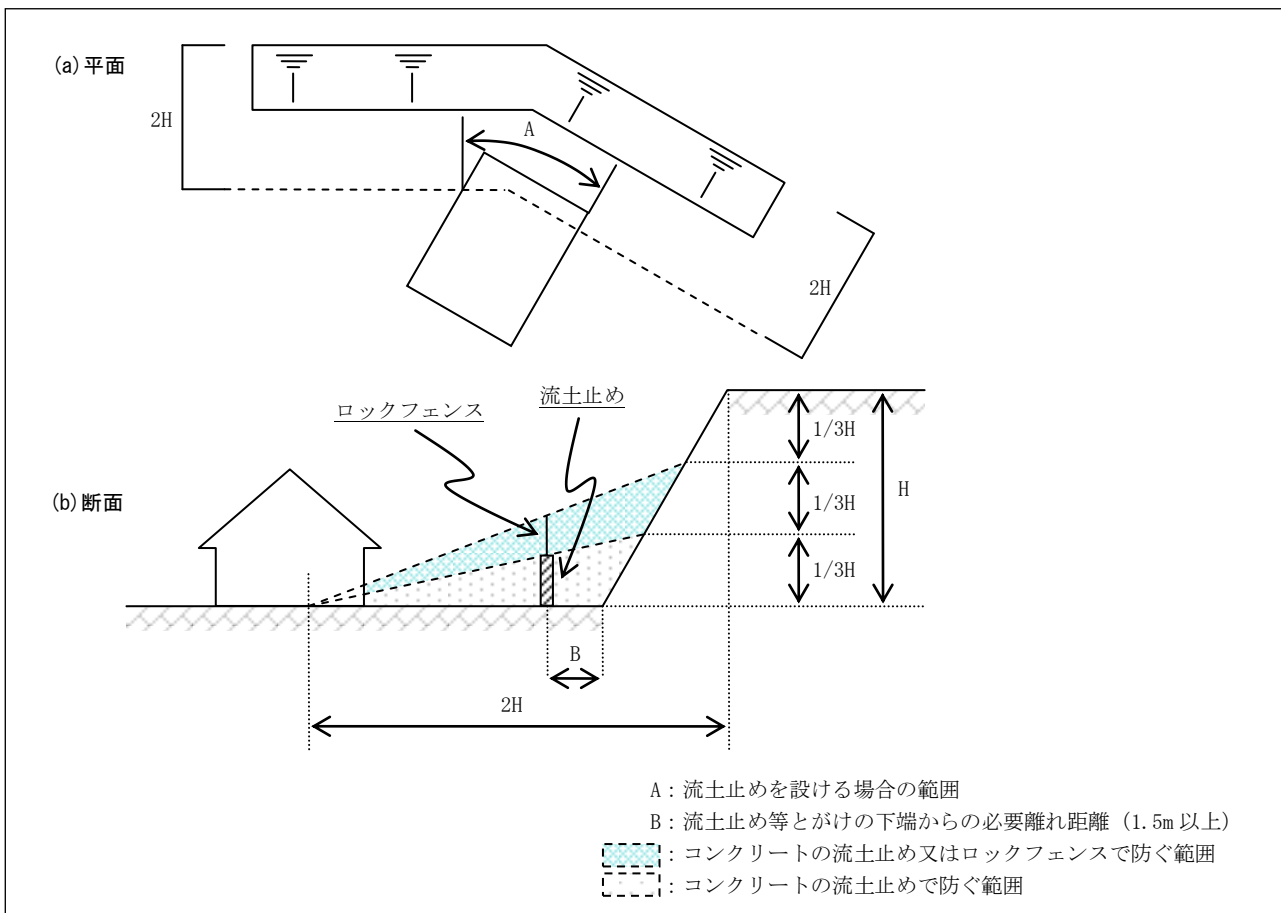 (a)平面
2H
A
2H
ロックフェンス
流土止め
(b)断面
1/3H
1/3H
1/3H
H
B
2H
A：流土止めを設ける場合の範囲
B：流土止め等とがけの下端からの必要離れ距離（1.5m以上）
：コンクリートの流土止め又はロックフェンスで防ぐ範囲
：コンクリートの流土止めで防ぐ範囲